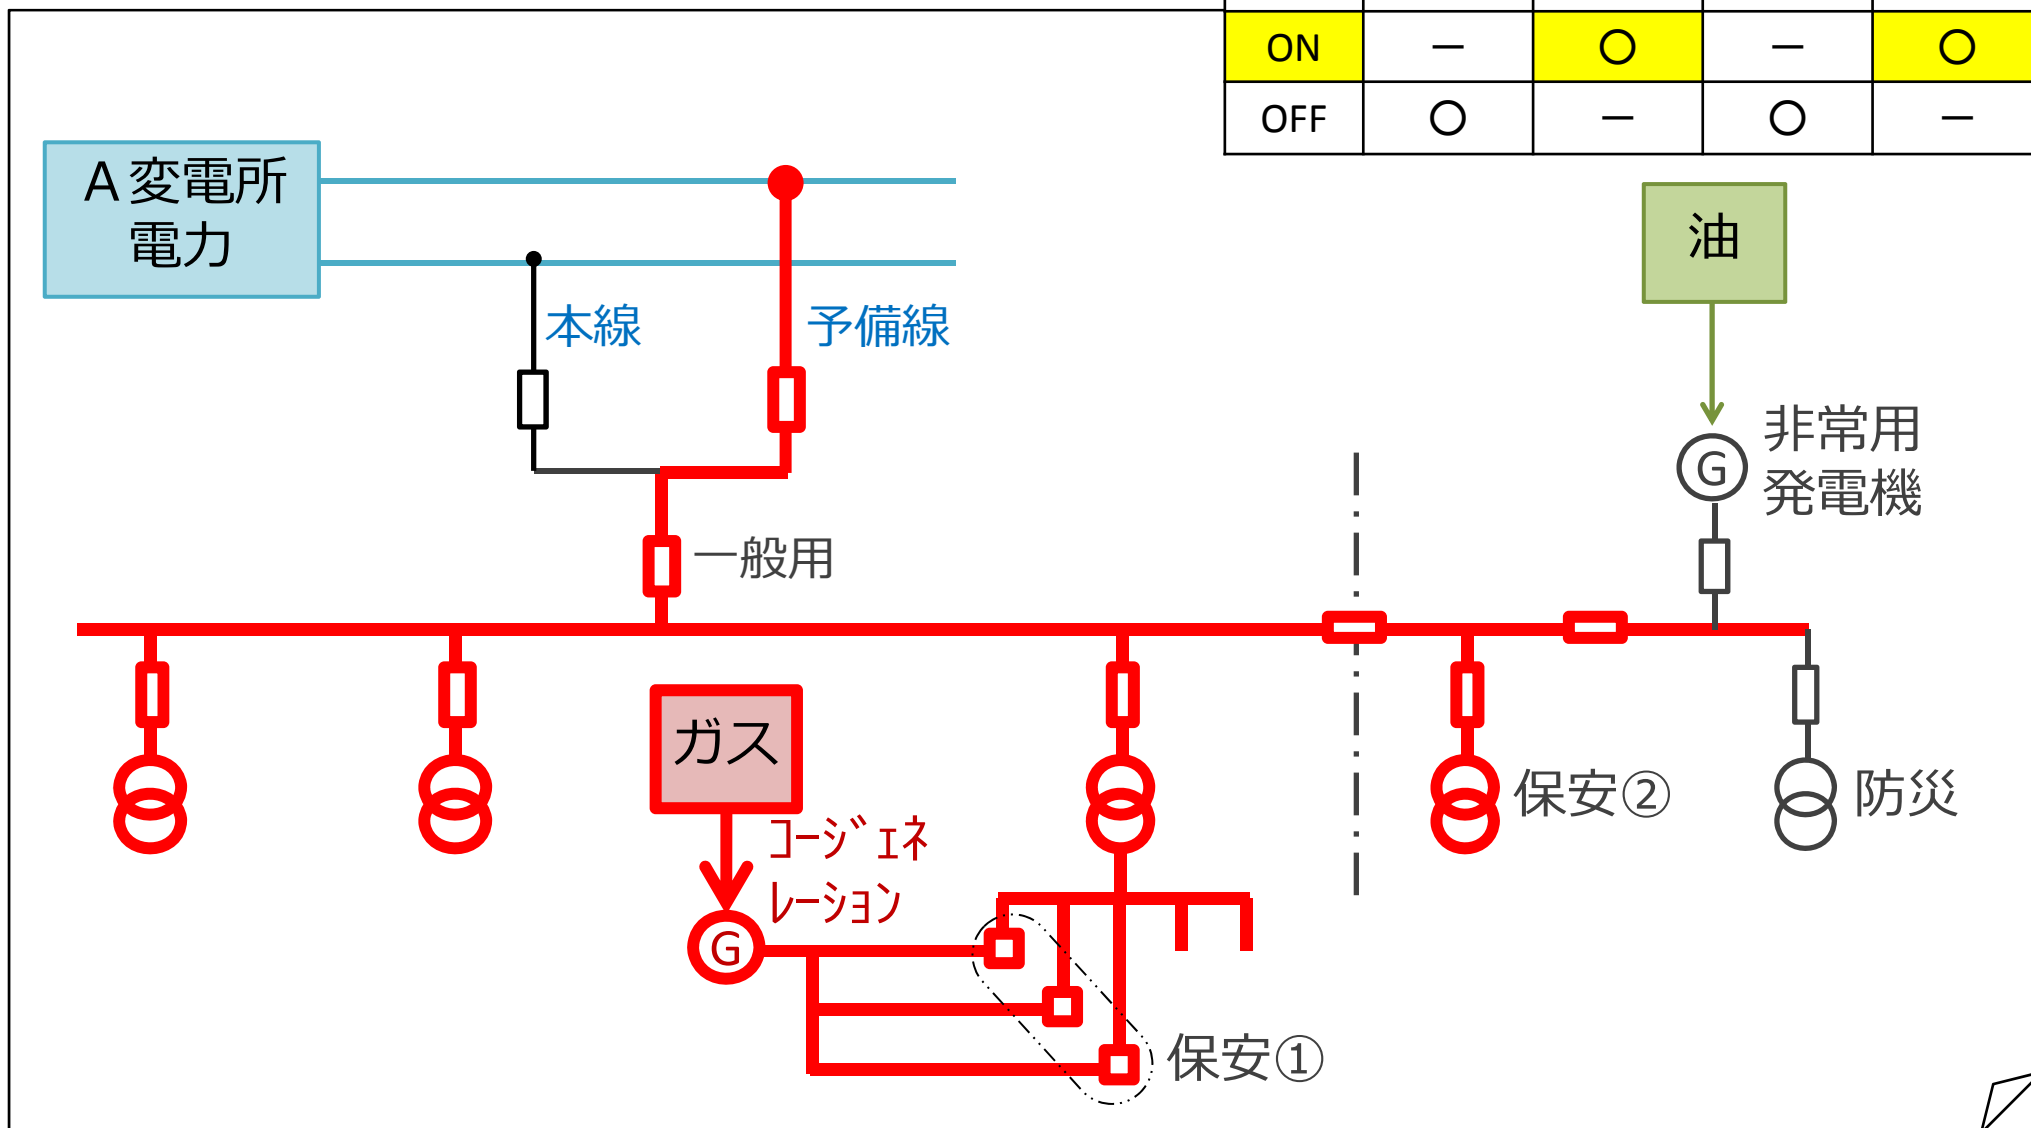 ON － 〇 － 〇
OFF 〇 － 〇 －
A変電所
電力
油
本線
予備線
非常用
発電機
G
一般用
ガス
コージェネ
レーション
G
保安②
防災
保安①